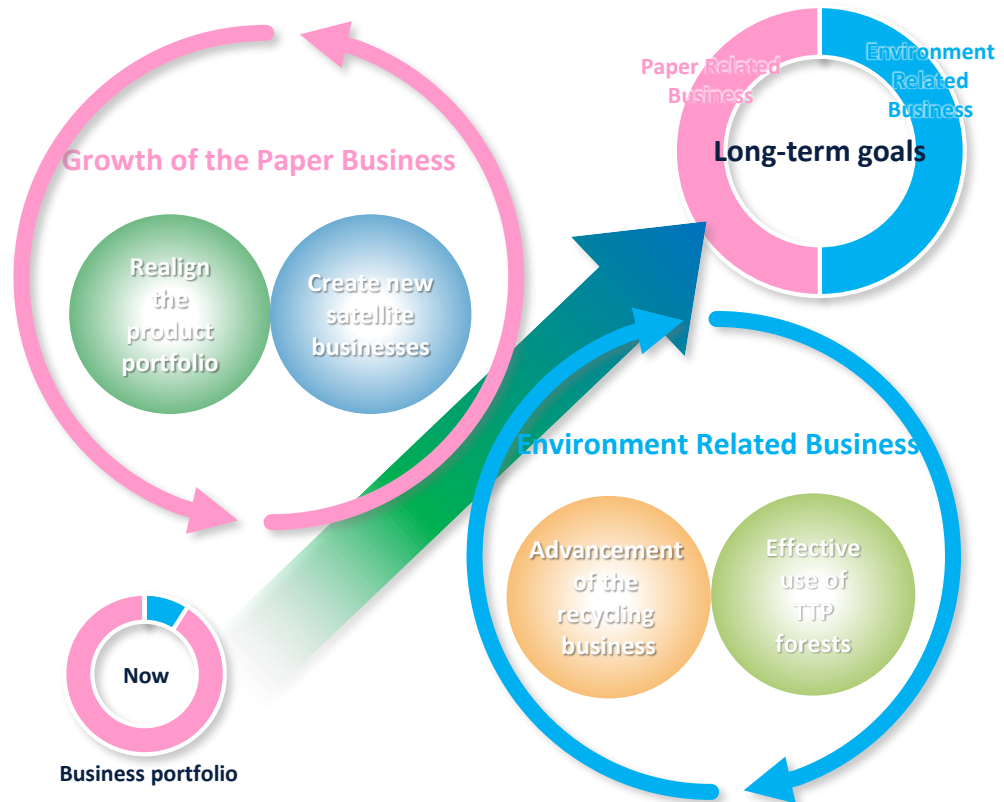 Paper Related
Business
Environment
Related
Business
Long-term goals
Growth of the Paper Business
Realign
the
product
portfolio
Create new
satellite
businesses
Environment Related Business
Advancement
of the
recycling
business
Effective
use of
TTP
forests
Now
Business portfolio